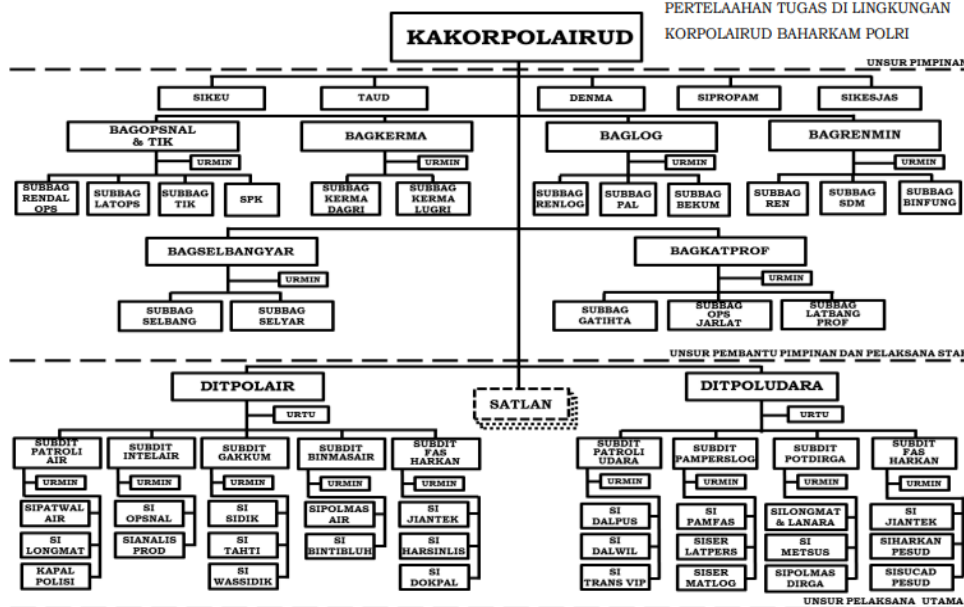 PERTELAAHAN TUGAS DI LINGKUNGAN
KORPOLAIRUD BAHARKAM POLRI
KAKORPOLAIRUD
UNSUR PIMPINAN
SIKEU
TAUD
DENMA
SIPROPAM
SIKESJAS
BAGOPSNAL
& TIK
BAGKERMA
BAGLOG
BAGRENMIN
URMIN
URMIN
URMIN
URMIN
SUBBAG
RENDAL
OPS
SUBBAG
LATOPS
SUBBAG
TIK
SPK
SUBBAG
KERMA
DAGRI
SUBBAG
KERMA
LUGRI
SUBBAG
RENLOG
SUBBAG
PAL
SUBBAG
BEKUM
SUBBAG
REN
SUBBAG
SDM
SUBBAG
BINFUNG
BAGSELBANGYAR
BAGKATPROF
URMIN
URMIN
SUBBAG
SELBANG
SUBBAG
SELYAR
SUBBAG
GATIHTA
SUBBAG
OPS
JARLAT
SUBBAG
LATBANG
PROF
UNSUR PEMBANTU PIMPINAN DAN PELAKSANA STAF
DITPOLAIR
SATLAN
DITPOLUDARA
URTU
URTU
SUBDIT
PATROLI
AIR
SUBDIT
INTELAIR
SUBDIT
GAKKUM
SUBDIT
BINMASAIR
SUBDIT
FAS
HARKAN
SUBDIT
PATROLI
UDARA
SUBDIT
PAMPERSLOG
SUBDIT
POTDIRGA
SUBDIT
FAS
HARKAN
URMIN
URMIN
URMIN
URMIN
URMIN
URMIN
URMIN
URMIN
URMIN
SIPATWAL
AIR
SI
OPSNAL
SI
SIDIK
SIPOLMAS
AIR
SI
JIANTEK
SI
DALPUS
SI
PAMFAS
SILONGMAT
& LANARA
SI
JIANTEK
SI
LONGMAT
SIANALIS
PROD
SI
TAHTI
SI
BINTIBLUH
SI
HARSINLIS
SI
DALWIL
SISER
LATPERS
SI
METSUS
SIHARKAN
PESUD
KAPAL
POLISI
SI
WASSIDIK
SI
DOKPAL
SI
TRANS VIP
SISER
MATLOG
SIPOLMAS
DIRGA
SISUCAD
PESUD
UNSUR PELAKSANA UTAMA